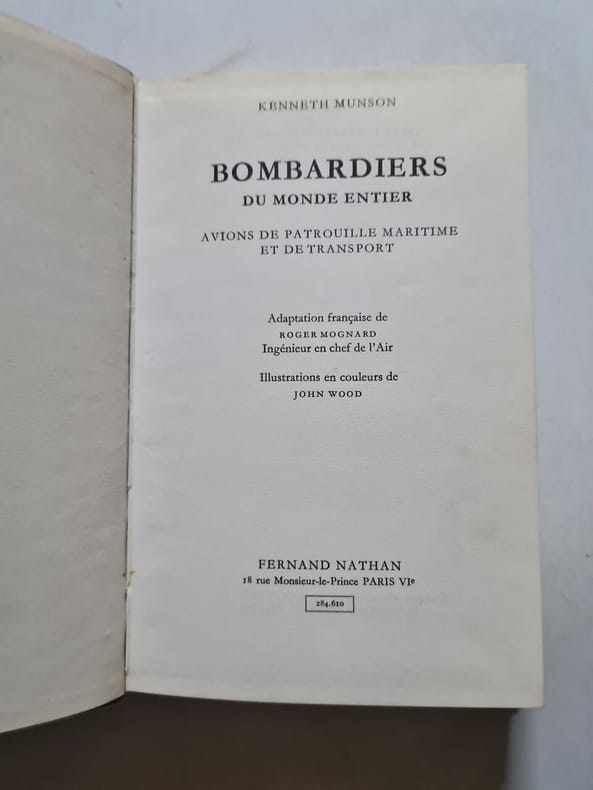 KENNETH MUNSON
BOMBARDIERS
DU MONDE ENTIER
AVIONS DE PATROUILLE MARITIME
ET DE TRANSPORT
Adaptation française de
ROGER MOGNARD
Ingénieur en chef de l'Air
Illustrations en couleurs de
JOHN WOOD
FERNAND NATHAN
18 rue Monsieur-le-Prince PARIS VIe
284.610